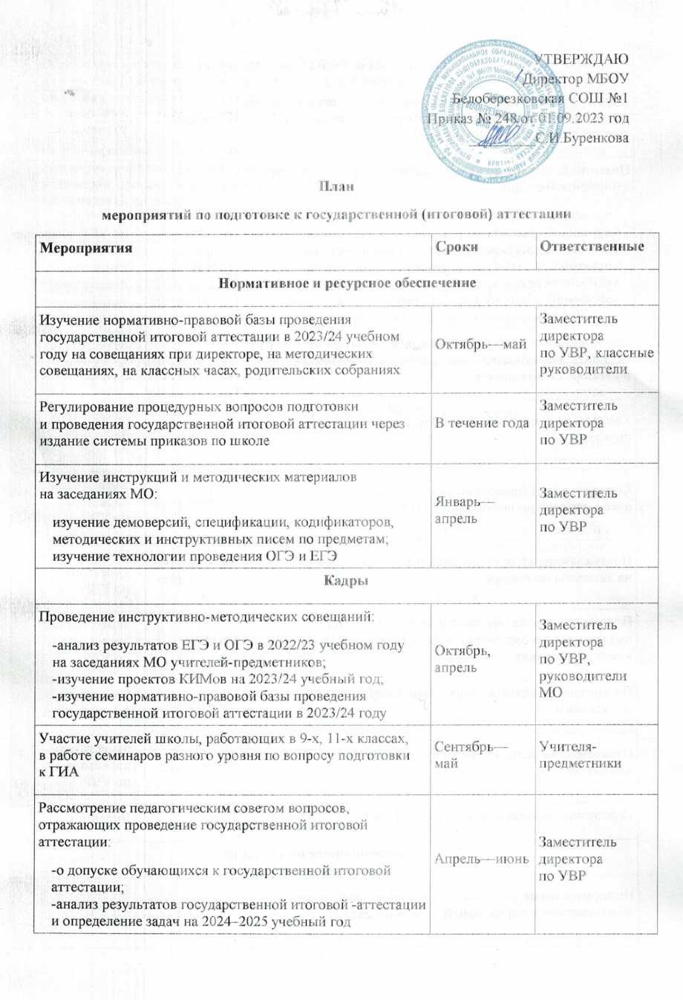 УТВЕРЖДАЮ
Директор МБОУ
Белоберезковская СОШ №1
Приказ № 248 от 01.09.2023 год
С.И.Буренкова
План
мероприятий по подготовке к государственной (итоговой) аттестации
Мероприятия
Сроки
Ответственные
Нормативное и ресурсное обеспечение
Изучение нормативно-правовой базы проведения
государственной итоговой аттестации в 2023/24 учебном
году на совещаниях при директоре, на методических
совещаниях, на классных часах, родительских собраниях
Октябрь—май
Заместитель
директора
по УВР, классные
руководители
Регулирование процедурных вопросов подготовки
и проведения государственной итоговой аттестации через
издание системы приказов по школе
В течение года
Заместитель
директора
по УВР
Изучение инструкций и методических материалов
на заседаниях МО:
изучение демоверсий, спецификации, кодификаторов,
методических и инструктивных писем по предметам;
изучение технологии проведения ОГЭ и ЕГЭ
Январь—
апрель
Заместитель
директора
по УВР
Кадры
Проведение инструктивно-методических совещаний:
-анализ результатов ЕГЭ и ОГЭ в 2022/23 учебном году
на заседаниях МО учителей-предметников;
-изучение проектов КИМов на 2023/24 учебный год;
-изучение нормативно-правовой базы проведения
государственной итоговой аттестации в 2023/24 году
Октябрь,
апрель
Заместитель
директора
по УВР,
руководители
МО
Участие учителей школы, работающих в 9-х, 11-х классах,
в работе семинаров разного уровня по вопросу подготовки
к ГИА
Сентябрь—
май
Учителя-
предметники
Рассмотрение педагогическим советом вопросов,
отражающих проведение государственной итоговой
аттестации:
-о допуске обучающихся к государственной итоговой
аттестации;
-анализ результатов государственной итоговой -аттестации
и определение задач на 2024–2025 учебный год
Апрель—июнь
Заместитель
директора
по УВР